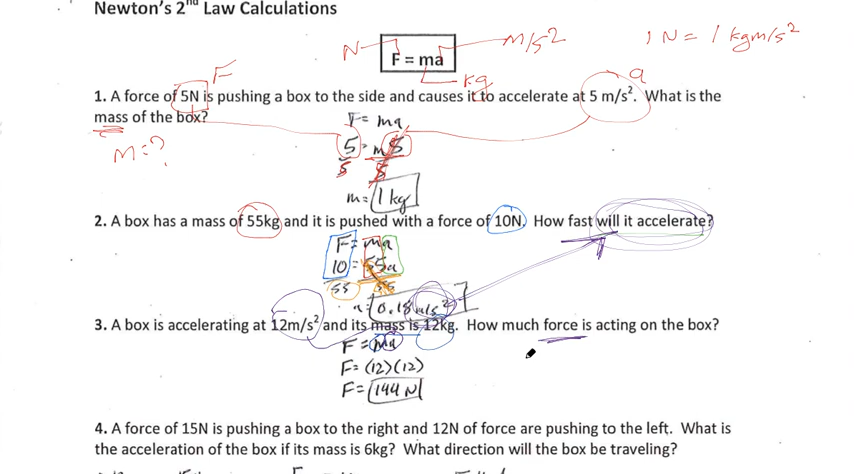 Newton's 2nd Law Calculations
N F = ma m/s² 1 N = 1 kgm/s²
kg
F a
1. A force of 5N is pushing a box to the side and causes it to accelerate at 5 m/s². What is the
mass of the box?
F = ma
m = ?
5 = m5
5 5
m = 1 kg
2. A box has a mass of 55kg and it is pushed with a force of 10N. How fast will it accelerate?
F = ma
10 = 55a
55 55
a = 0.18 m/s²
3. A box is accelerating at 12m/s² and its mass is 12kg. How much force is acting on the box?
F = ma
F = (12)(12)
F = 144 N
4. A force of 15N is pushing a box to the right and 12N of force are pushing to the left. What is
the acceleration of the box if its mass is 6kg? What direction will the box be traveling?